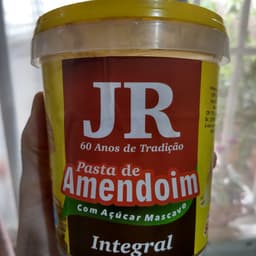 JR
60 Anos de Tradição
Pasta de
Amendoim
Com Açúcar Mascavo
Integral